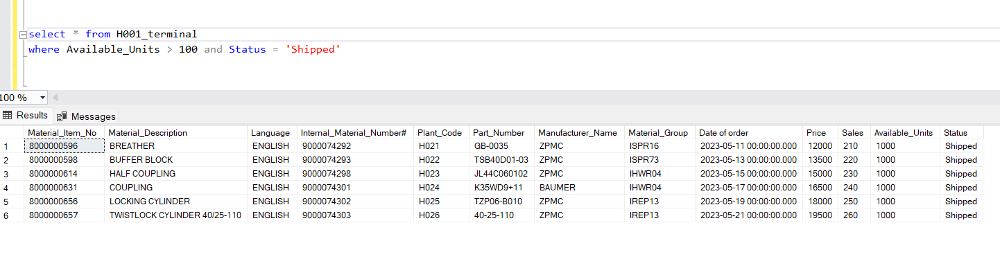 select * from H001_terminal
where Available_Units > 100 and Status = 'Shipped'
100 %
Results Messages
Material_Item_No Material_Description Language Internal_Material_Number# Plant_Code Part_Number Manufacturer_Name Material_Group Date of order Price Sales Available_Units Status
1 8000000596 BREATHER ENGLISH 9000074292 H021 GB-0035 ZPMC ISPR16 2023-05-11 00:00:00.000 12000 210 1000 Shipped
2 8000000598 BUFFER BLOCK ENGLISH 9000074293 H022 TSB40D01-03 ZPMC ISPR73 2023-05-13 00:00:00.000 13500 220 1000 Shipped
3 8000000614 HALF COUPLING ENGLISH 9000074298 H023 JL44C060102 ZPMC IHWR04 2023-05-15 00:00:00.000 15000 230 1000 Shipped
4 8000000631 COUPLING ENGLISH 9000074301 H024 K35WD9+11 BAUMER IHWR04 2023-05-17 00:00:00.000 16500 240 1000 Shipped
5 8000000656 LOCKING CYLINDER ENGLISH 9000074302 H025 TZP06-B010 ZPMC IREP13 2023-05-19 00:00:00.000 18000 250 1000 Shipped
6 8000000657 TWISTLOCK CYLINDER 40/25-110 ENGLISH 9000074303 H026 40-25-110 ZPMC IREP13 2023-05-21 00:00:00.000 19500 260 1000 Shipped